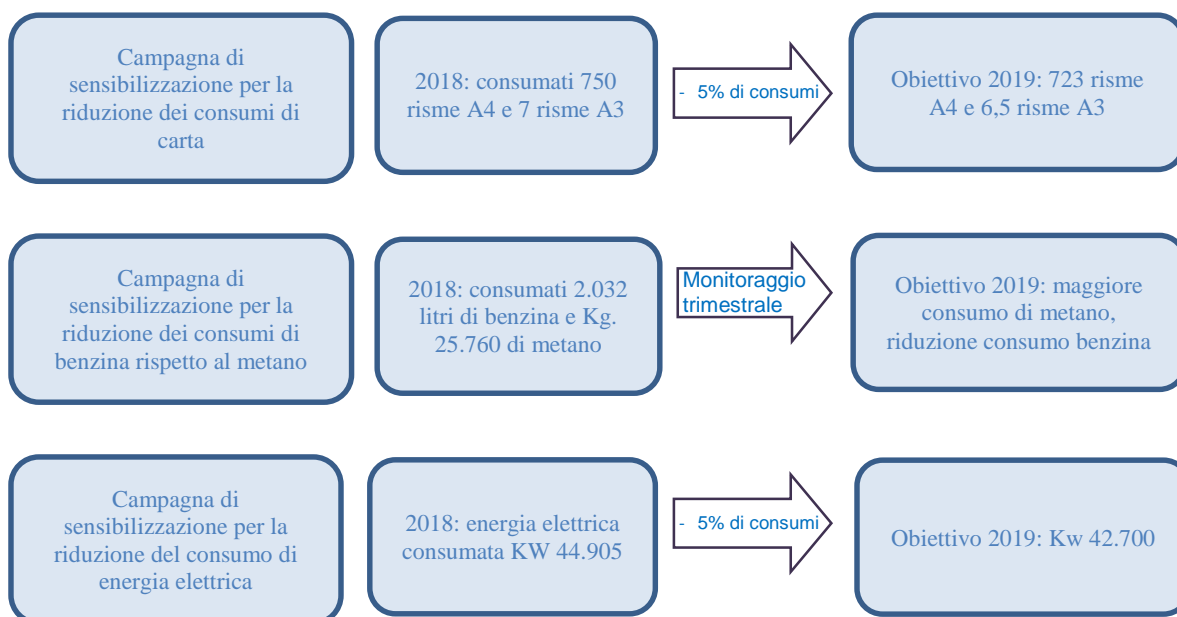 Campagna di
sensibilizzazione per la
riduzione dei consumi di
carta
2018: consumati 750
risme A4 e 7 risme A3
- 5% di consumi
Obiettivo 2019: 723 risme
A4 e 6,5 risme A3
Campagna di
sensibilizzazione per la
riduzione dei consumi di
benzina rispetto al metano
2018: consumati 2.032
litri di benzina e Kg.
25.760 di metano
Monitoraggio
trimestrale
Obiettivo 2019: maggiore
consumo di metano,
riduzione consumo benzina
Campagna di
sensibilizzazione per la
riduzione del consumo di
energia elettrica
2018: energia elettrica
consumata KW 44.905
- 5% di consumi
Obiettivo 2019: Kw 42.700